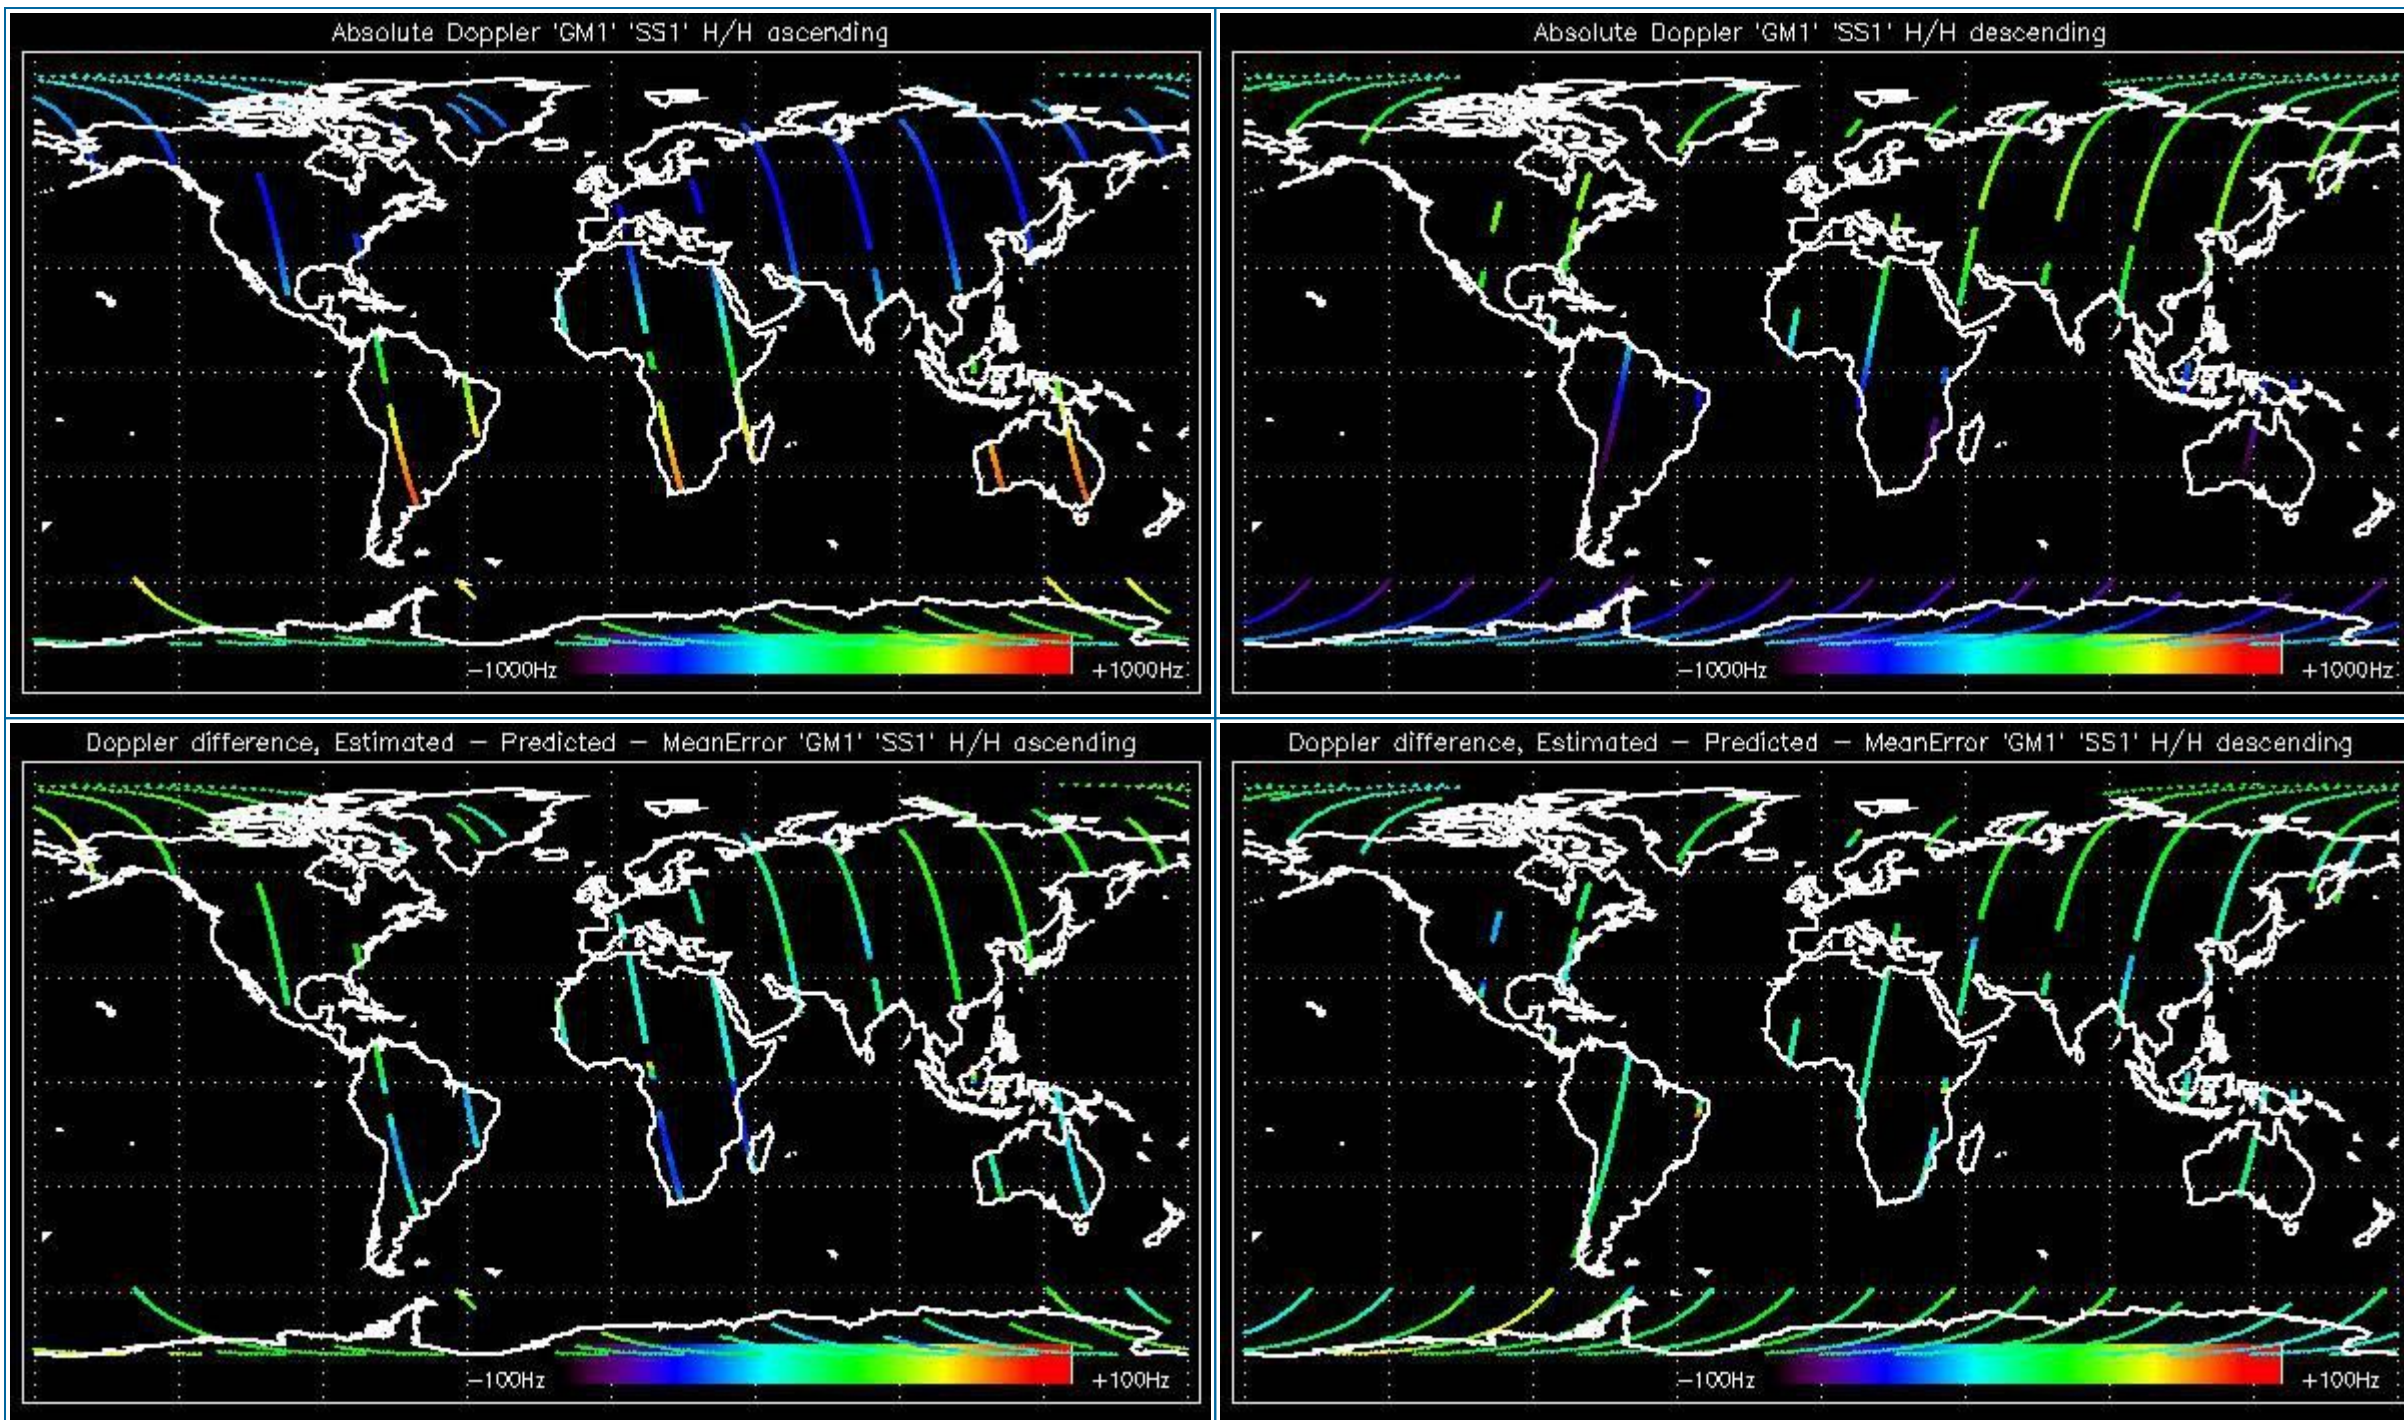 Absolute Doppler 'GM1' 'SS1' H/H ascending
−1000Hz
+1000Hz
Absolute Doppler 'GM1' 'SS1' H/H descending
−1000Hz
+1000Hz
Doppler difference, Estimated − Predicted − MeanError 'GM1' 'SS1' H/H ascending
−100Hz
+100Hz
Doppler difference, Estimated − Predicted − MeanError 'GM1' 'SS1' H/H descending
−100Hz
+100Hz